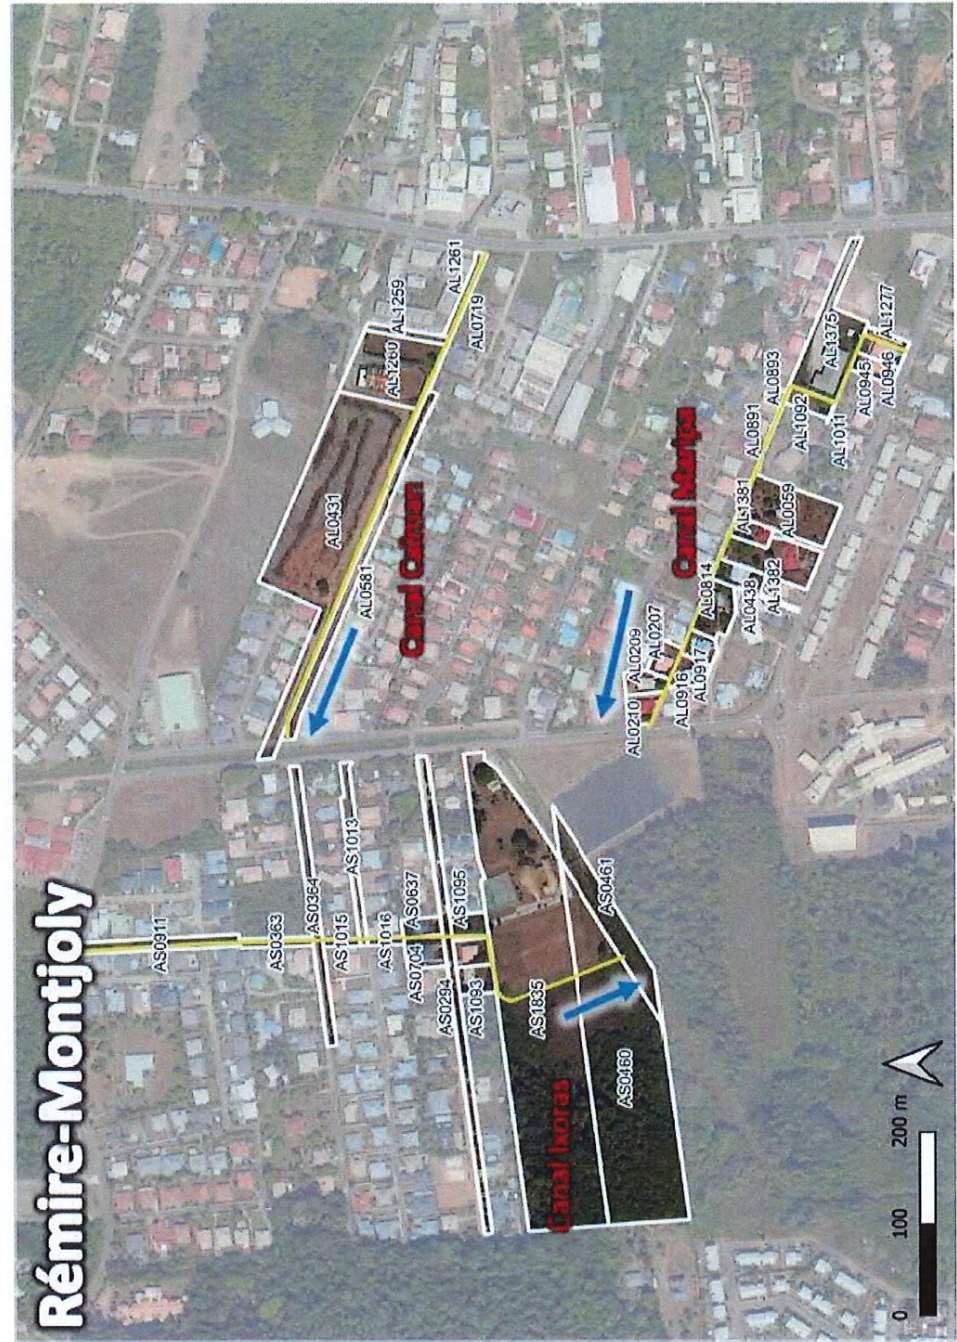 Rémire-Montjoly
AS0911
AS0363
AS0364
AS1015
AS1013
AS1016
AS0704
AS0637
AS0294
AS1095
AS1093
AS1835
AS0461
AS0460
Canal Ixoras
AL0431
AL1260
AL1259
AL1261
AL0719
AL0581
Canal Caïman
Canal Maripa
AL0210
AL0209
AL0207
AL0916
AL0917
AL0814
AL0438
AL1382
AL1381
AL0059
AL0891
AL0893
AL1092
AL1011
AL1375
AL0945
AL0946
AL1277
0 100 200 m